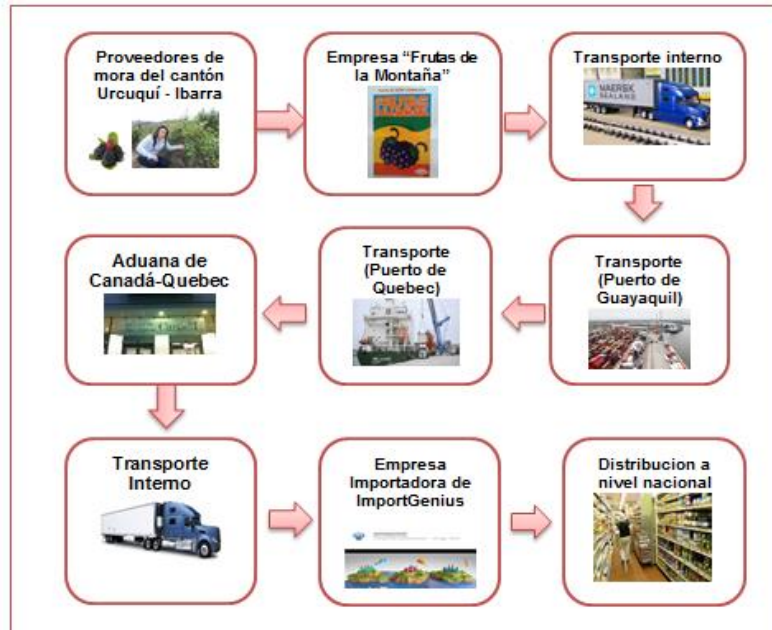 Proveedores de
mora del cantón
Urcuquí - Ibarra
Empresa “Frutas de
la Montaña”
Transporte interno
MAERSK
SEALAND
Transporte
(Puerto de
Guayaquil)
Transporte
(Puerto de
Quebec)
Aduana de
Canadá-Quebec
Transporte
Interno
Empresa
Importadora de
ImportGenius
Distribucion a
nivel nacional